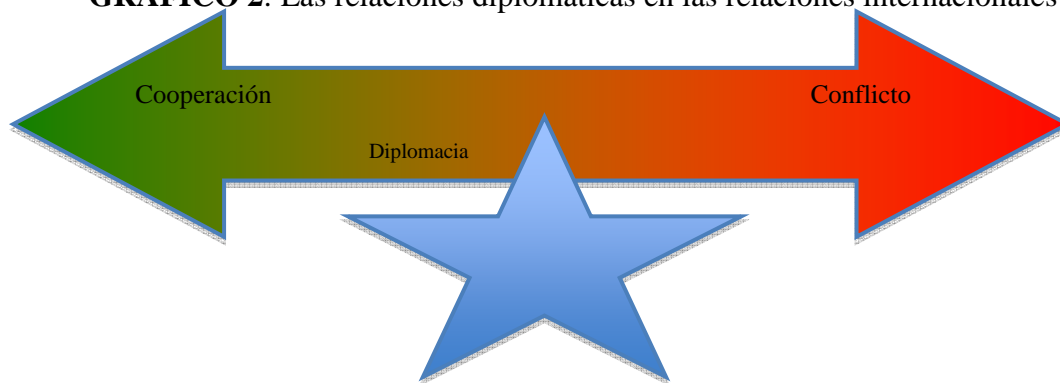 GRÁFICO 2: Las relaciones diplomáticas en las relaciones internacionales
Cooperación
Conflicto
Diplomacia